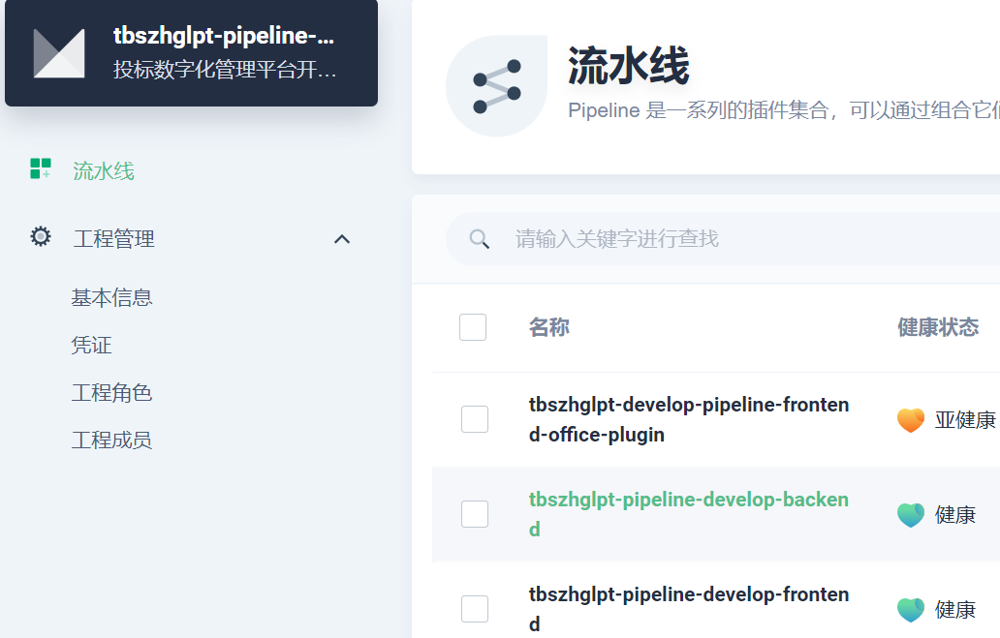 tbszhglpt-pipeline-...
投标数字化管理平台开...
流水线
工程管理
基本信息
凭证
工程角色
工程成员
流水线
Pipeline 是一系列的插件集合，可以通过组合它们
请输入关键字进行查找
名称 健康状态
tbszhglpt-develop-pipeline-fronten
d-office-plugin
亚健康
tbszhglpt-pipeline-develop-backen
d
健康
tbszhglpt-pipeline-develop-fronten
d
健康